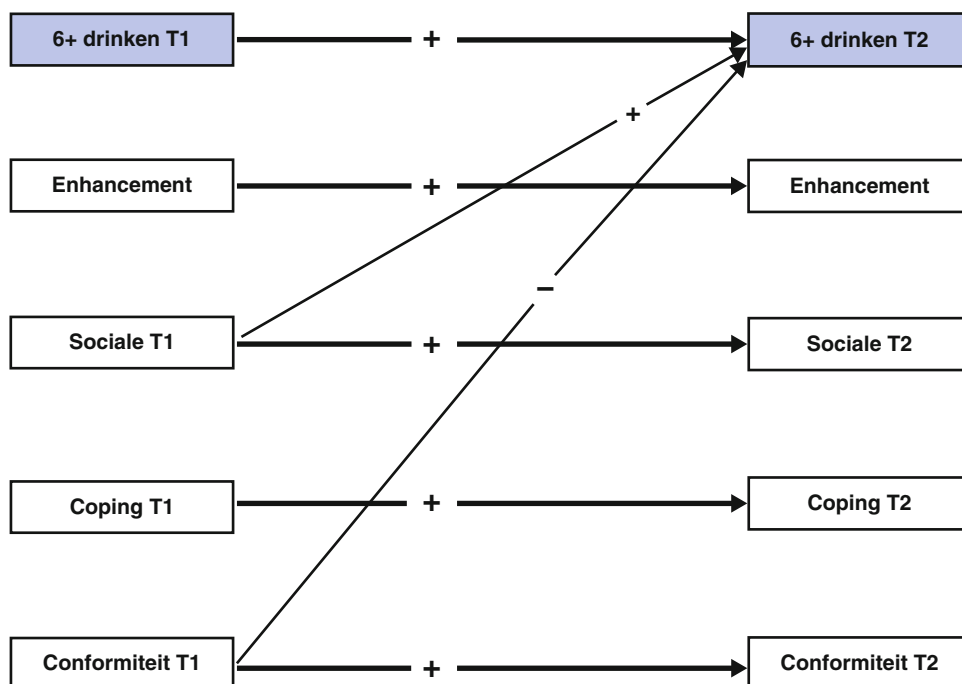 6+ drinken T1
+
6+ drinken T2
+
Enhancement
+
Enhancement
−
Sociale T1
+
Sociale T2
Coping T1
+
Coping T2
Conformiteit T1
+
Conformiteit T2